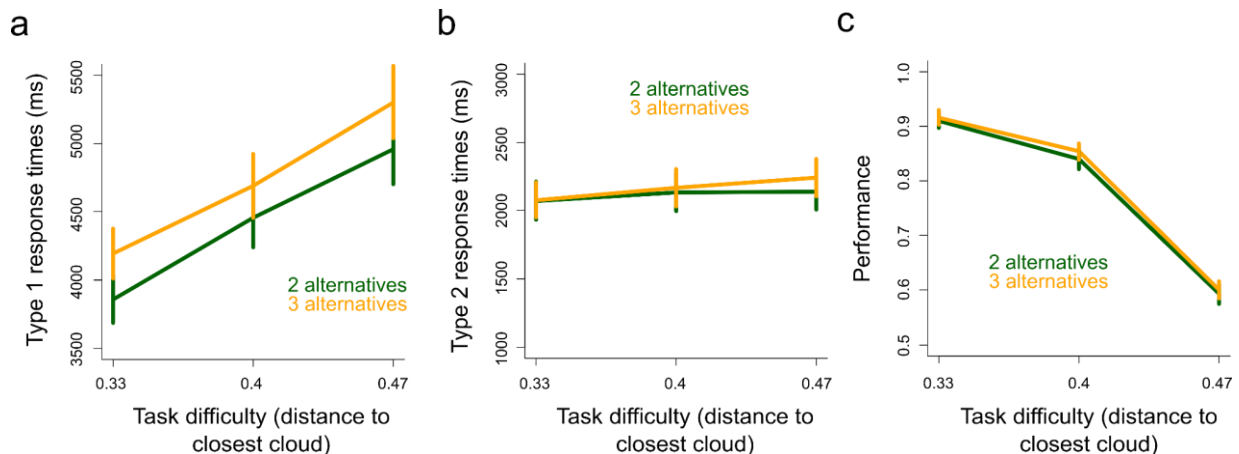 a
Type 1 response times (ms)
5500
5000
4500
4000
3500
2 alternatives
3 alternatives
0.33
0.4
0.47
Task difficulty (distance to
closest cloud)
b
Type 2 response times (ms)
3000
2500
2000
1500
1000
2 alternatives
3 alternatives
0.33
0.4
0.47
Task difficulty (distance to
closest cloud)
c
Performance
1.0
0.9
0.8
0.7
0.6
0.5
2 alternatives
3 alternatives
0.33
0.4
0.47
Task difficulty (distance to
closest cloud)